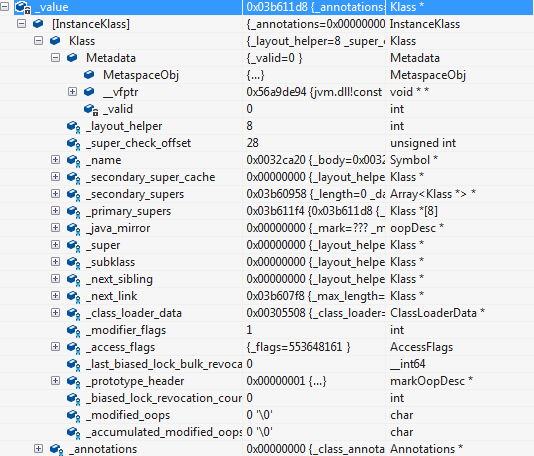 _value 0x03b611d8 {_annotations= Klass *
[InstanceKlass] {_annotations=0x00000000 InstanceKlass
Klass {_layout_helper=8 _super_c Klass
Metadata {_valid=0 } Metadata
MetaspaceObj {...} MetaspaceObj
__vfptr 0x56a9de94 {jvm.dll!const void * *
_valid 0 int
_layout_helper 8 int
_super_check_offset 28 unsigned int
_name 0x0032ca20 {_body=0x0032 Symbol *
_secondary_super_cache 0x00000000 {_layout_helpe Klass *
_secondary_supers 0x03b60958 {_length=0 _da Array<Klass *> *
_primary_supers 0x03b611f4 {0x03b611d8 {_ Klass *[8]
_java_mirror 0x00000000 {_mark=??? _m oopDesc *
_super 0x00000000 {_layout_helpe Klass *
_subklass 0x00000000 {_layout_helpe Klass *
_next_sibling 0x00000000 {_layout_helpe Klass *
_next_link 0x03b607f8 {_max_length= Klass *
_class_loader_data 0x00305508 {_class_loader= ClassLoaderData *
_modifier_flags 1 int
_access_flags {_flags=553648161 } AccessFlags
_last_biased_lock_bulk_revoca 0 __int64
_prototype_header 0x00000001 {...} markOopDesc *
_biased_lock_revocation_cour 0 int
_modified_oops 0 '\0' char
_accumulated_modified_oops 0 '\0' char
_annotations 0x00000000 {_class_annota Annotations *